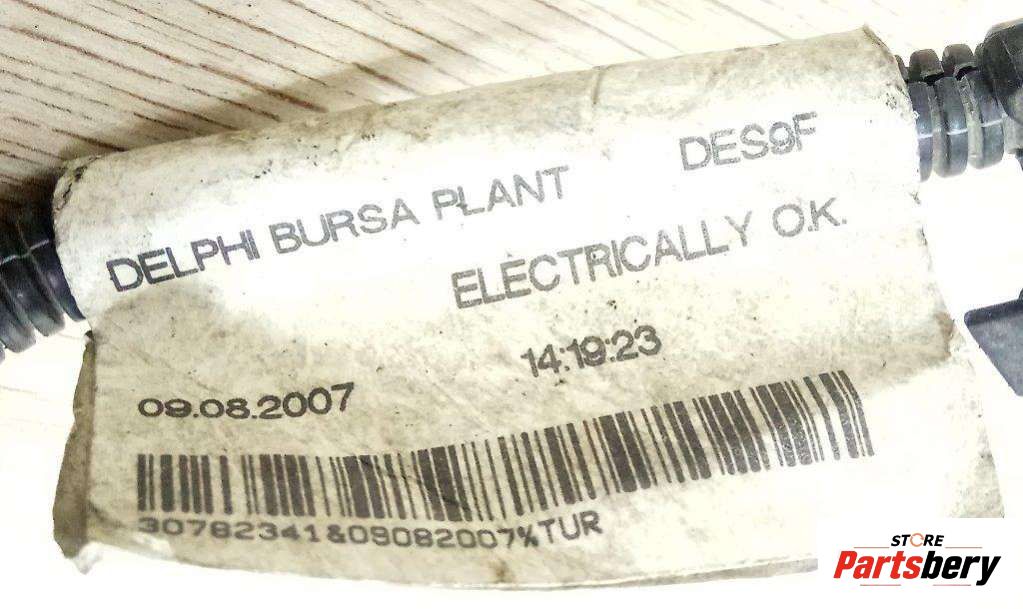 DELPHI BURSA PLANT DES9F
ELECTRICALLY O.K.
09.08.2007 14:19:23
30782341&09082007%TUR
STORE
Partsbery